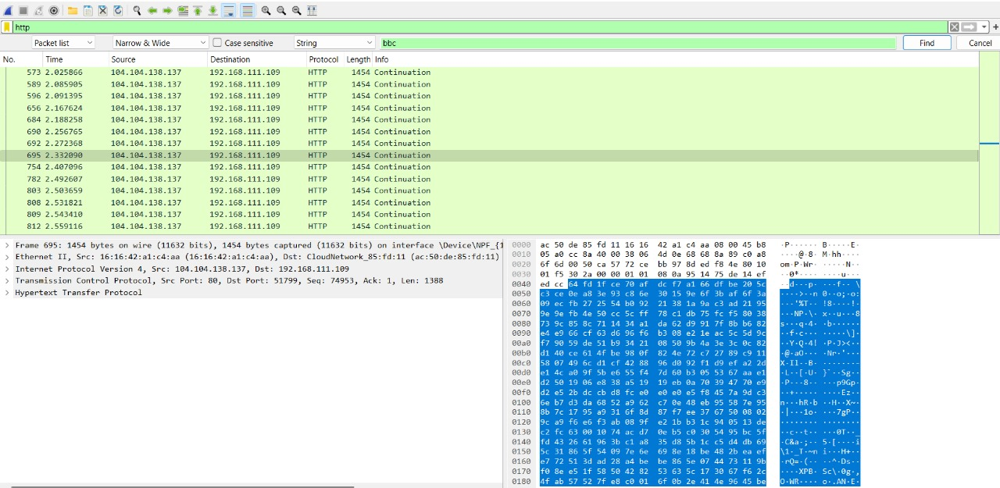 http
Packet list Narrow & Wide Case sensitive String bbc Find Cancel
No. Time Source Destination Protocol Length Info
573 2.025866 104.104.138.137 192.168.111.109 HTTP 1454 Continuation
589 2.085905 104.104.138.137 192.168.111.109 HTTP 1454 Continuation
596 2.091395 104.104.138.137 192.168.111.109 HTTP 1454 Continuation
656 2.167624 104.104.138.137 192.168.111.109 HTTP 1454 Continuation
684 2.188258 104.104.138.137 192.168.111.109 HTTP 1454 Continuation
690 2.256765 104.104.138.137 192.168.111.109 HTTP 1454 Continuation
692 2.272368 104.104.138.137 192.168.111.109 HTTP 1454 Continuation
695 2.332090 104.104.138.137 192.168.111.109 HTTP 1454 Continuation
754 2.407096 104.104.138.137 192.168.111.109 HTTP 1454 Continuation
782 2.492607 104.104.138.137 192.168.111.109 HTTP 1454 Continuation
803 2.503659 104.104.138.137 192.168.111.109 HTTP 1454 Continuation
808 2.531821 104.104.138.137 192.168.111.109 HTTP 1454 Continuation
809 2.543410 104.104.138.137 192.168.111.109 HTTP 1454 Continuation
812 2.559116 104.104.138.137 192.168.111.109 HTTP 1454 Continuation
Frame 695: 1454 bytes on wire (11632 bits), 1454 bytes captured (11632 bits) on interface \Device\NPF_{1
Ethernet II, Src: 16:16:42:a1:c4:aa (16:16:42:a1:c4:aa), Dst: CloudNetwork_85:fd:11 (ac:50:de:85:fd:11)
Internet Protocol Version 4, Src: 104.104.138.137, Dst: 192.168.111.109
Transmission Control Protocol, Src Port: 80, Dst Port: 51799, Seq: 74953, Ack: 1, Len: 1388
Hypertext Transfer Protocol
0000 ac 50 de 85 fd 11 16 16 42 a1 c4 aa 08 00 45 b8
0010 05 a0 cc 8a 40 00 38 06 4d 0e 68 68 8a 89 c0 a8
0020 6f 6d 00 50 ca 57 72 ce bb 97 8d ed f8 4e 80 10
0030 01 f5 30 2a 00 00 01 01 08 0a 95 14 75 de 14 ef
0040 ed cc 64 fd 1f ce 70 af dc f7 a1 66 df be 20 5c
0050 c3 ce 0e a8 3e 93 c8 6e 30 15 9e 6f 3b af 6f 3a
0060 09 ec fb 27 25 54 b0 92 21 38 1a 9a c3 ad 21 95
0070 9e 9e fb 4e 50 cc 5c ff 78 c1 db 75 fc f5 80 38
0080 73 9c 85 8c 71 14 34 a1 da 62 d9 91 7f 8b b6 82
0090 e4 e9 66 cf 63 d6 96 f6 b3 08 e2 1e ac 5c 5d 9c
00a0 f7 90 59 de 51 b9 34 21 08 50 9b 4a 3e 3c 0c 82
00b0 d1 40 ce 61 4f be 98 0f 82 4e 72 c7 27 89 c9 11
00c0 58 07 49 6c d1 cf 42 88 96 d0 92 f1 d9 ef a2 2d
00d0 e1 4c a0 9f 5b e6 55 f4 7d 60 b3 05 53 67 aa e1
00e0 d2 50 19 06 e8 38 a5 19 19 eb 0a 70 39 47 70 e9
00f0 d2 e5 2b dc cb d8 fc e0 e0 e0 e5 f8 45 7a 9d c3
0100 6e b7 d3 da 68 52 a9 62 c7 0e 48 eb 95 58 7e 95
0110 8b 7c 17 95 a9 31 6f 8d 87 f7 ee 37 67 50 08 02
0120 9c a9 f6 e6 f3 ab 08 9f e2 1b b3 1c 94 05 13 de
0130 c2 fc 63 00 10 74 ac d7 0e b5 c0 30 54 95 bc 5f
0140 fd 43 26 61 96 3b c1 a8 35 d8 5b 1c c5 d4 db 69
0150 5c 31 86 5f 54 09 7e 6e 69 8e 18 be 48 2b ea ef
0160 e7 72 51 3d ad 28 a4 be be 86 5e 07 44 73 11 9b
0170 f0 8e e5 1f 58 50 42 82 53 63 5c 17 30 67 f6 2c
0180 4f ab 57 52 7f e8 c0 01 6f 0b 2e 41 4e 96 45 be